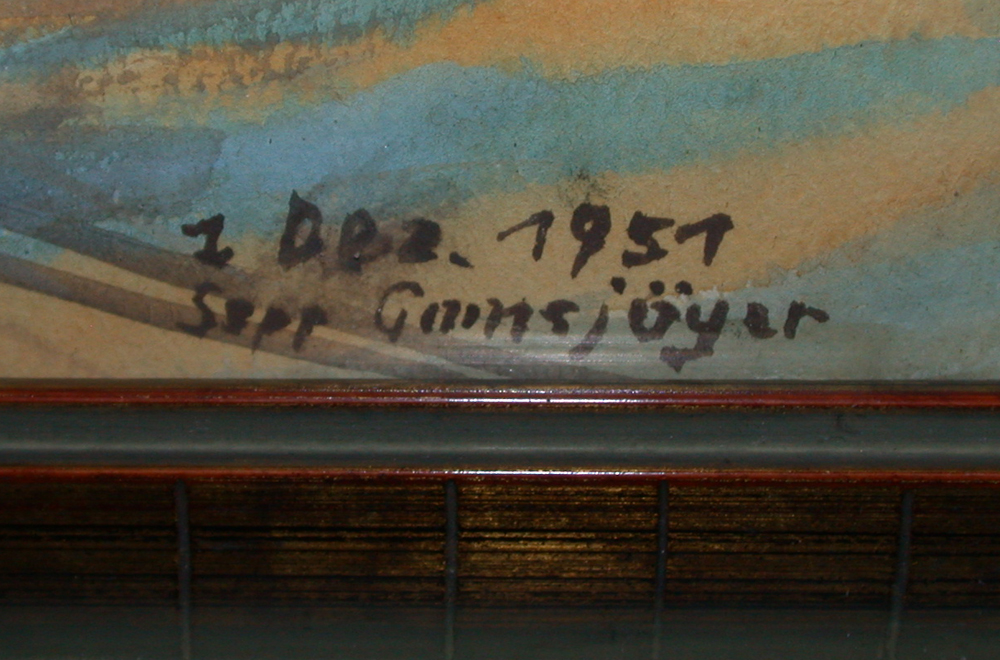 1 Dez. 1951
Sepp Gamsjäger